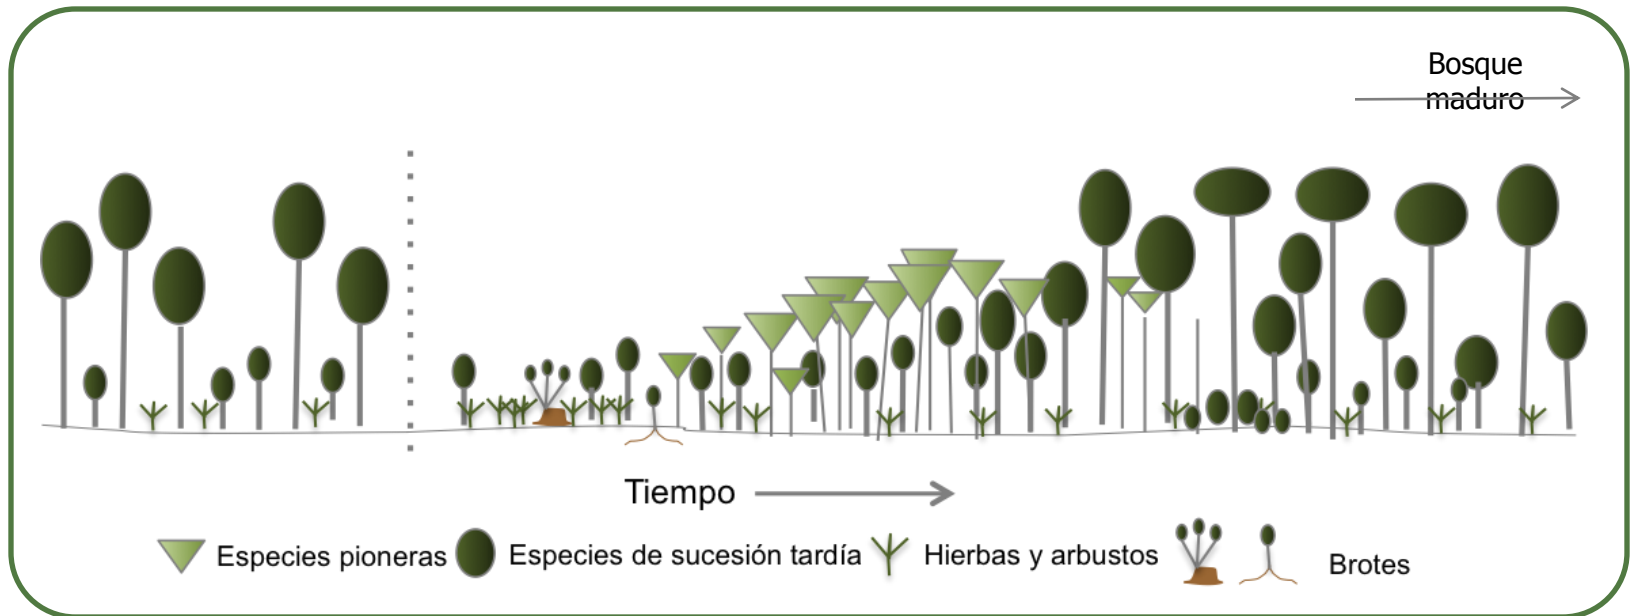 Bosque
maduro
Tiempo
Especies pioneras
Especies de sucesión tardía
Hierbas y arbustos
Brotes